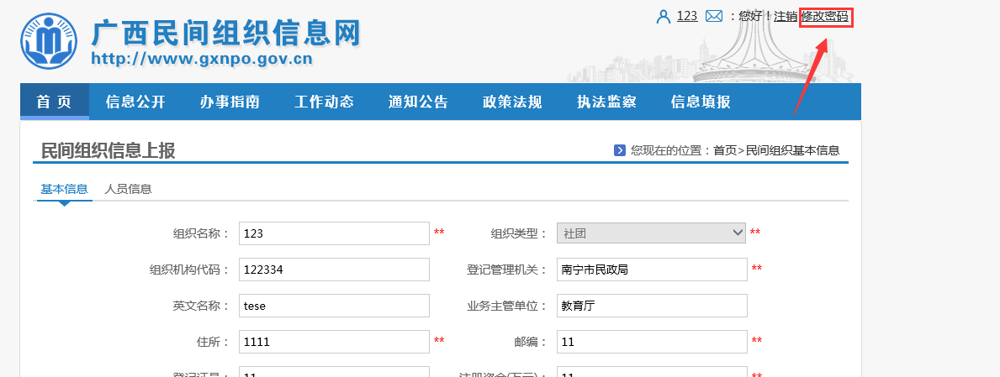 123 ：您好！注销 修改密码
广西民间组织信息网
http://www.gxnpo.gov.cn
首 页 信息公开 办事指南 工作动态 通知公告 政策法规 执法监察 信息填报
民间组织信息上报 您现在的位置：首页>民间组织基本信息
基本信息 人员信息
组织名称： 123 ** 组织类型： 社团 **
组织机构代码： 122334 登记管理机关： 南宁市民政局 **
英文名称： tese 业务主管单位： 教育厅
住所： 1111 ** 邮编： 11 **
登记证号： 11 注册资金(万元)： 11 **